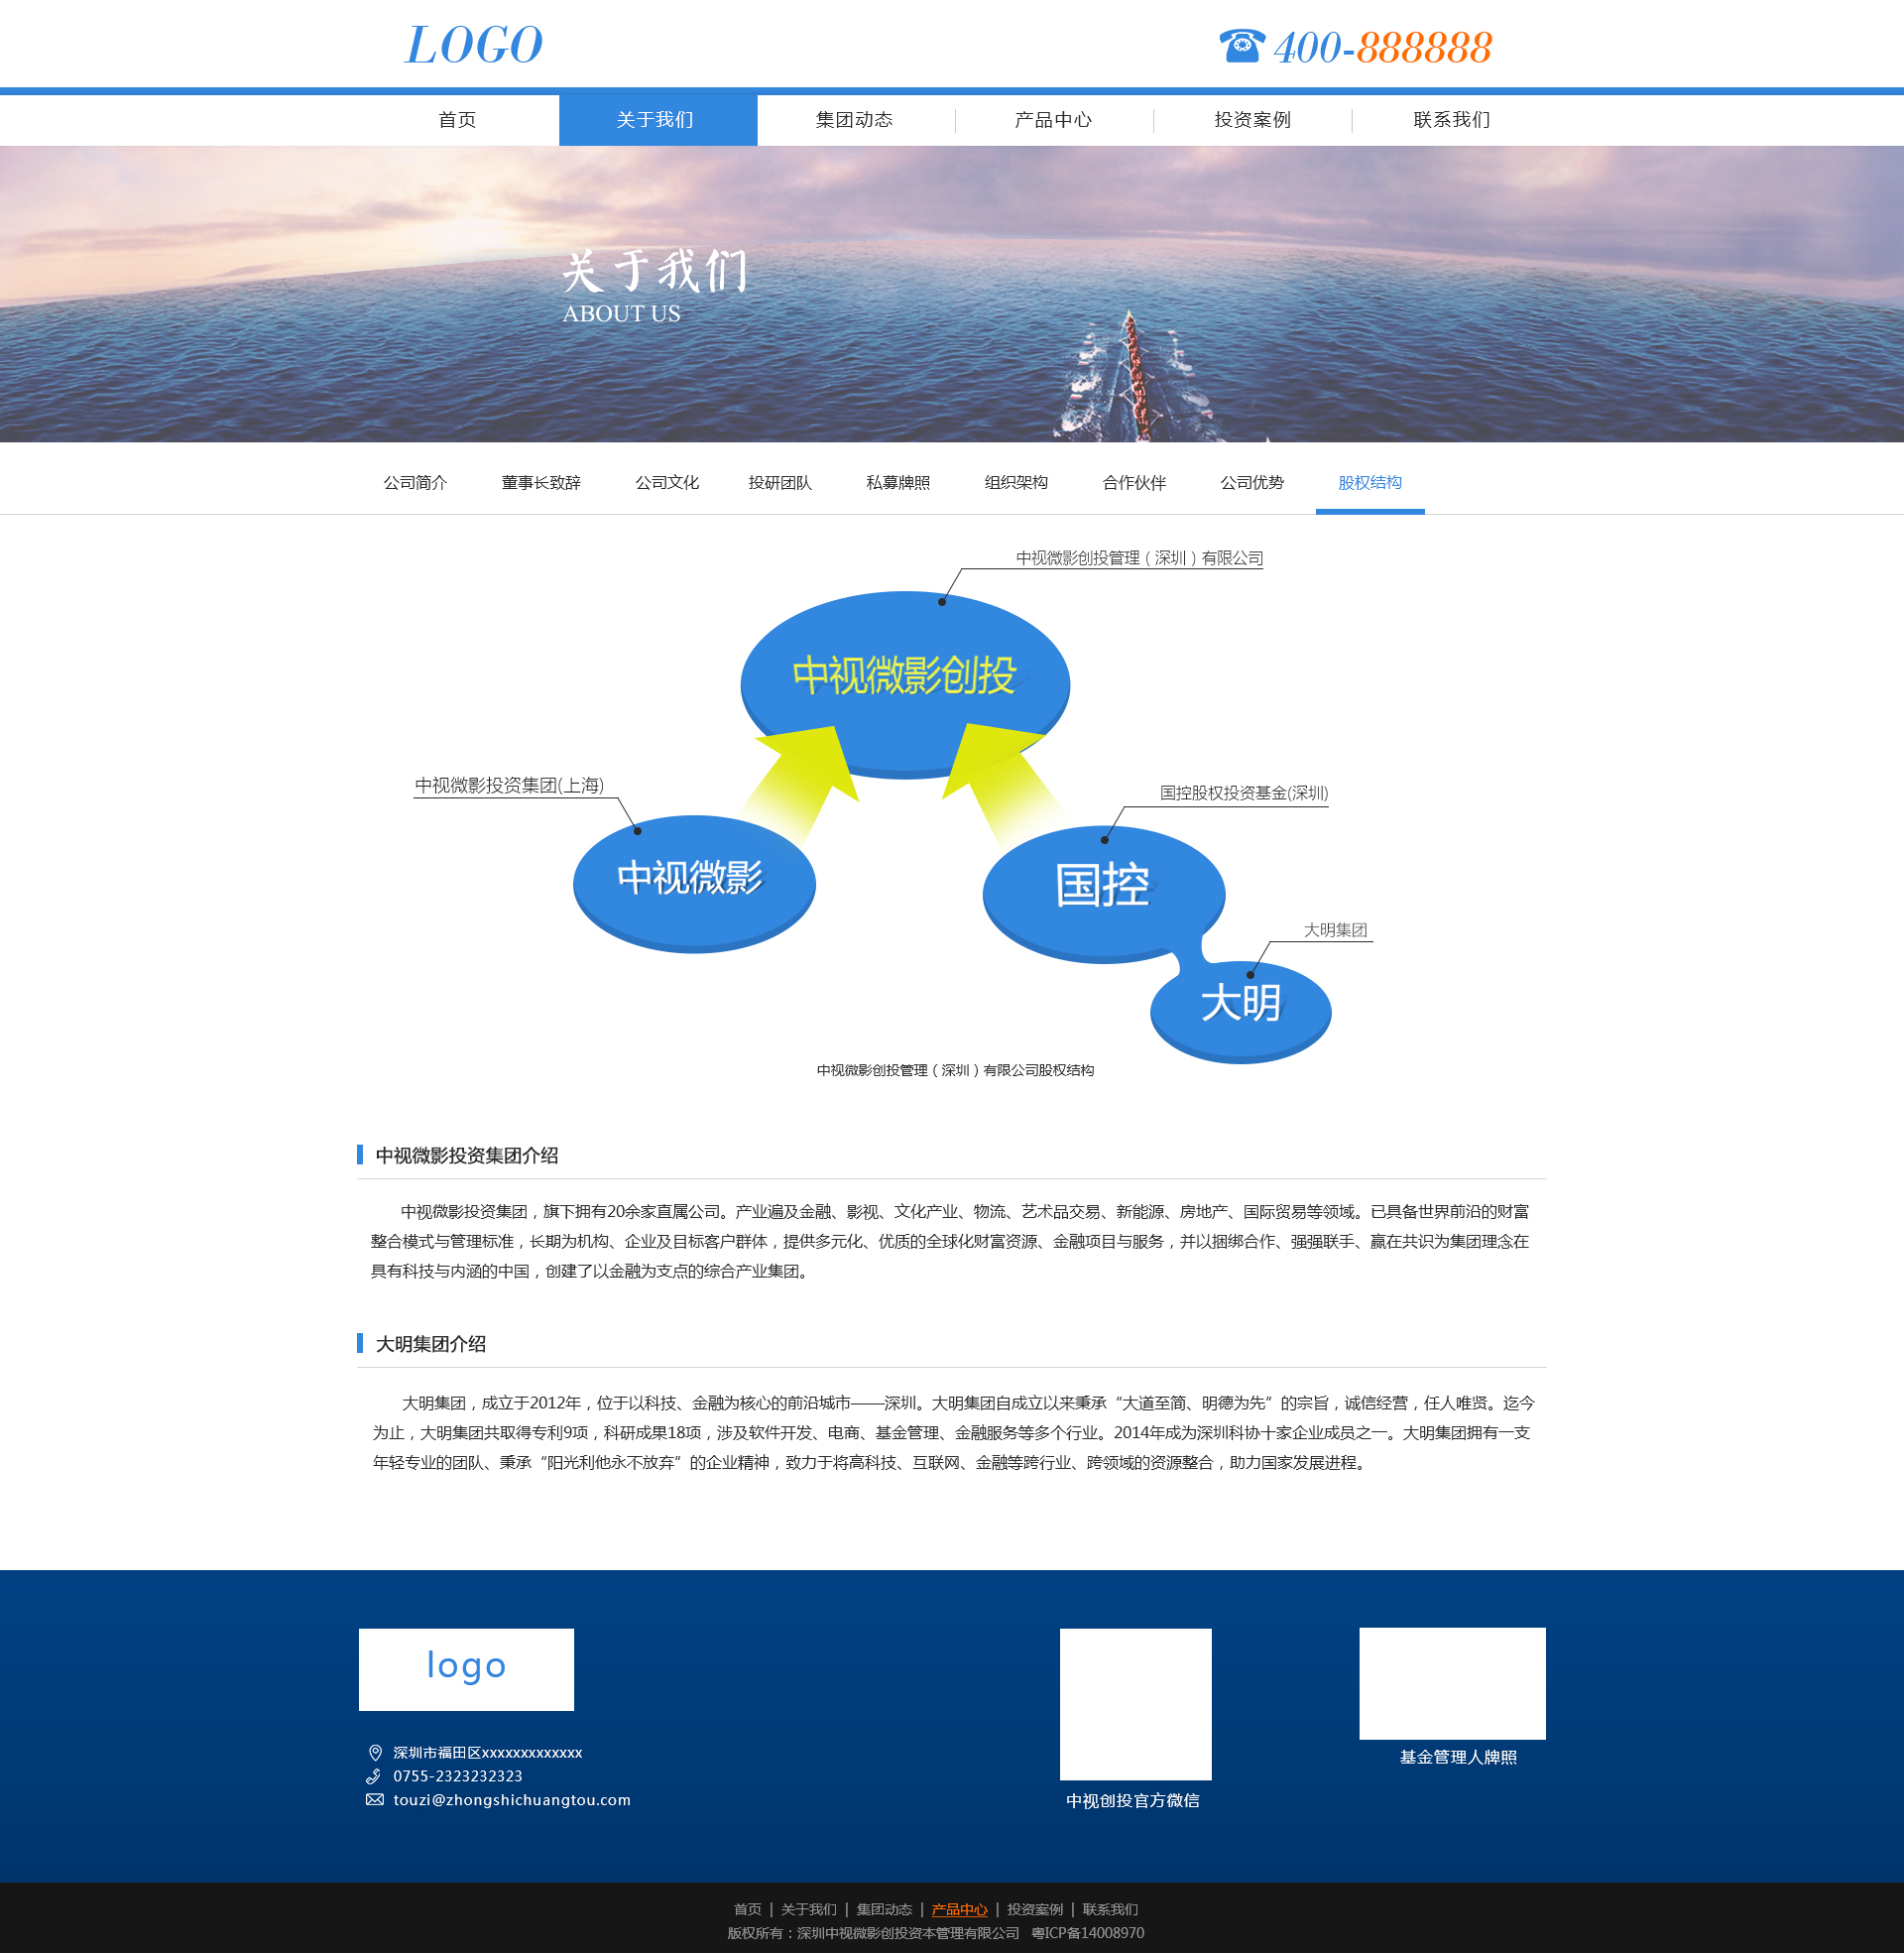 LOGO
400-888888
首页 关于我们 集团动态 产品中心 投资案例 联系我们
关于我们
ABOUT US
公司简介 董事长致辞 公司文化 投研团队 私募牌照 组织架构 合作伙伴 公司优势 股权结构
中视微影创投管理（深圳）有限公司
中视微影创投
中视微影投资集团(上海)
国控股权投资基金(深圳)
中视微影
国控
大明集团
大明
中视微影创投管理（深圳）有限公司股权结构
中视微影投资集团介绍
中视微影投资集团，旗下拥有20余家直属公司。产业遍及金融、影视、文化产业、物流、艺术品交易、新能源、房地产、国际贸易等领域。已具备世界前沿的财富
整合模式与管理标准，长期为机构、企业及目标客户群体，提供多元化、优质的全球化财富资源、金融项目与服务，并以捆绑合作、强强联手、赢在共识为集团理念在
具有科技与内涵的中国，创建了以金融为支点的综合产业集团。
大明集团介绍
大明集团，成立于2012年，位于以科技、金融为核心的前沿城市——深圳。大明集团自成立以来秉承“大道至简、明德为先”的宗旨，诚信经营，任人唯贤。迄今
为止，大明集团共取得专利9项，科研成果18项，涉及软件开发、电商、基金管理、金融服务等多个行业。2014年成为深圳科协十家企业成员之一。大明集团拥有一支
年轻专业的团队、秉承“阳光利他永不放弃”的企业精神，致力于将高科技、互联网、金融等跨行业、跨领域的资源整合，助力国家发展进程。
logo
深圳市福田区xxxxxxxxxxxxx
0755-2323232323
touzi@zhongshichuangtou.com
中视创投官方微信
基金管理人牌照
首页 | 关于我们 | 集团动态 | 产品中心 | 投资案例 | 联系我们
版权所有：深圳中视微影创投资本管理有限公司 粤ICP备14008970